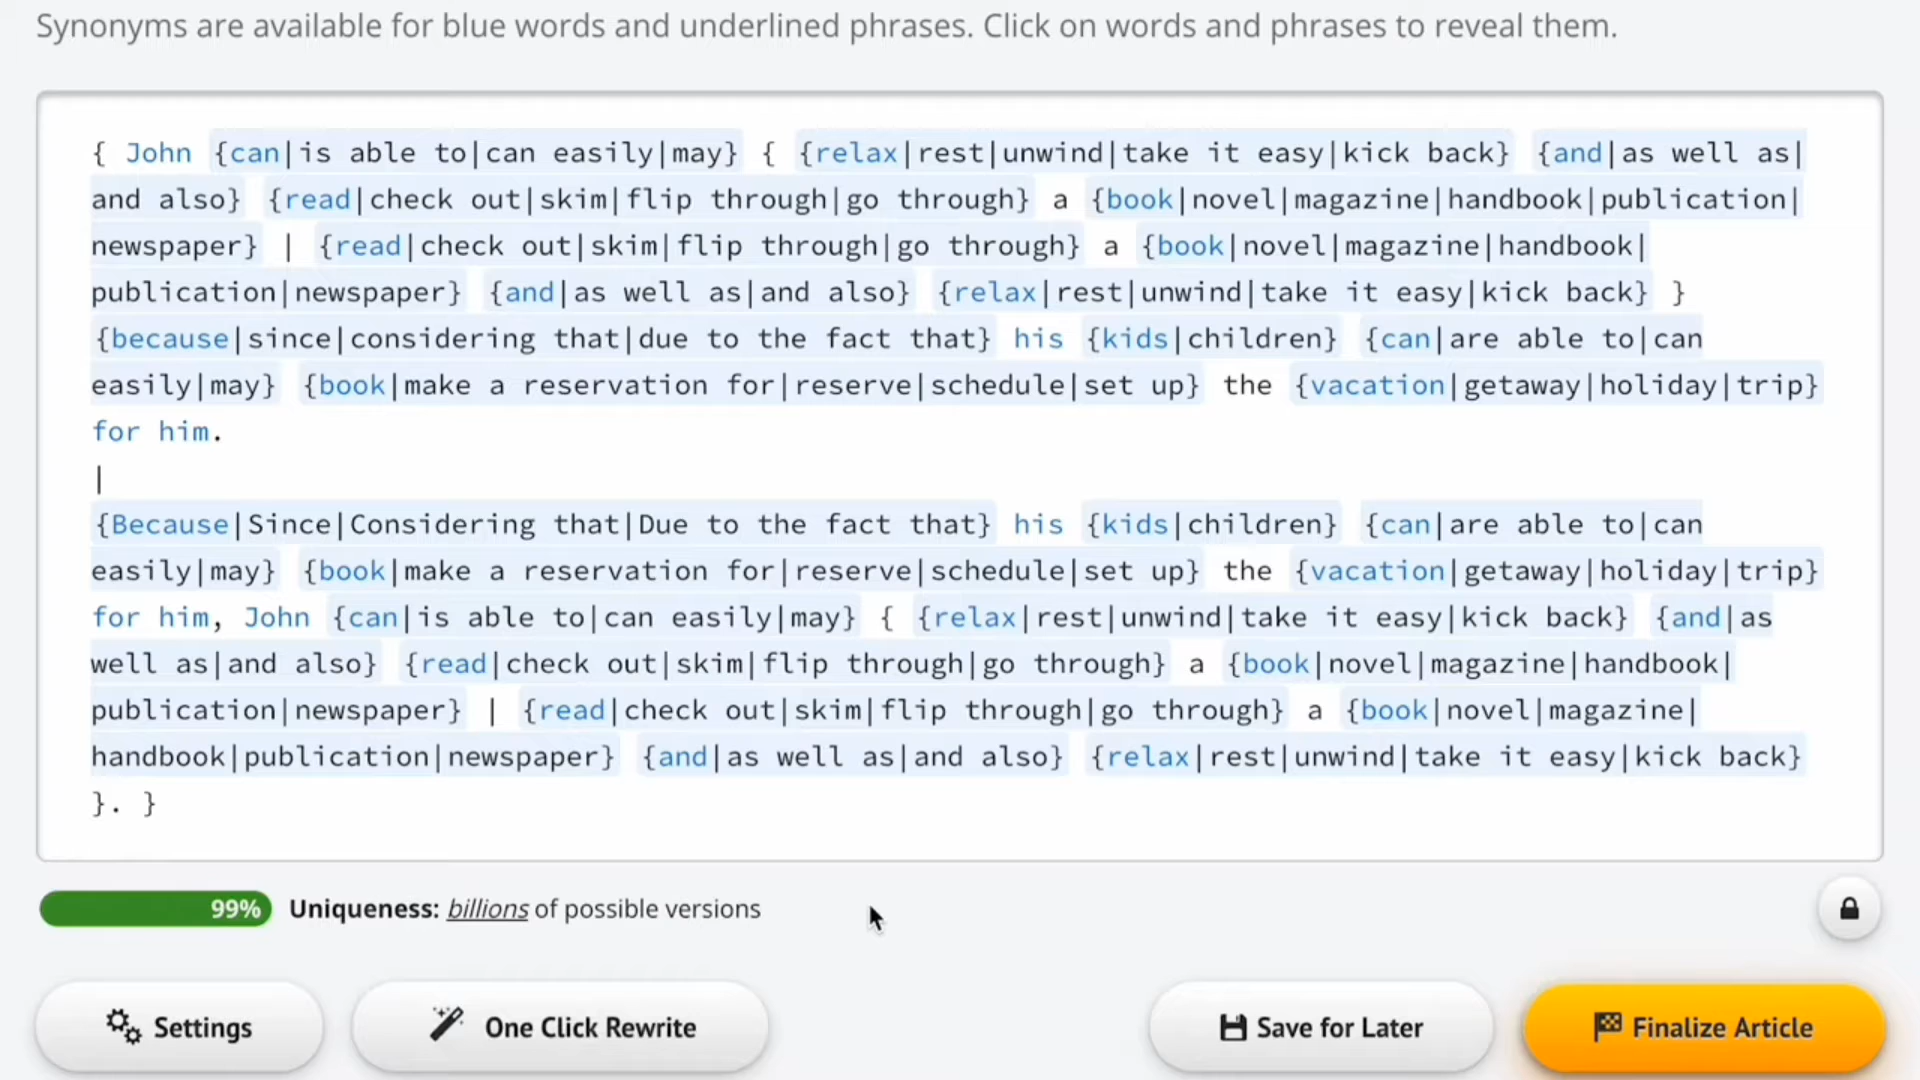 Synonyms are available for blue words and underlined phrases. Click on words and phrases to reveal them.
{ John {can|is able to|can easily|may} { {relax|rest|unwind|take it easy|kick back} {and|as well as|
and also} {read|check out|skim|flip through|go through} a {book|novel|magazine|handbook|publication|
newspaper} | {read|check out|skim|flip through|go through} a {book|novel|magazine|handbook|
publication|newspaper} {and|as well as|and also} {relax|rest|unwind|take it easy|kick back} }
{because|since|considering that|due to the fact that} his {kids|children} {can|are able to|can
easily|may} {book|make a reservation for|reserve|schedule|set up} the {vacation|getaway|holiday|trip}
for him.
|
{Because|Since|Considering that|Due to the fact that} his {kids|children} {can|are able to|can
easily|may} {book|make a reservation for|reserve|schedule|set up} the {vacation|getaway|holiday|trip}
for him, John {can|is able to|can easily|may} { {relax|rest|unwind|take it easy|kick back} {and|as
well as|and also} {read|check out|skim|flip through|go through} a {book|novel|magazine|handbook|
publication|newspaper} | {read|check out|skim|flip through|go through} a {book|novel|magazine|
handbook|publication|newspaper} {and|as well as|and also} {relax|rest|unwind|take it easy|kick back}
}. }
99% Uniqueness: billions of possible versions
Settings One Click Rewrite Save for Later Finalize Article